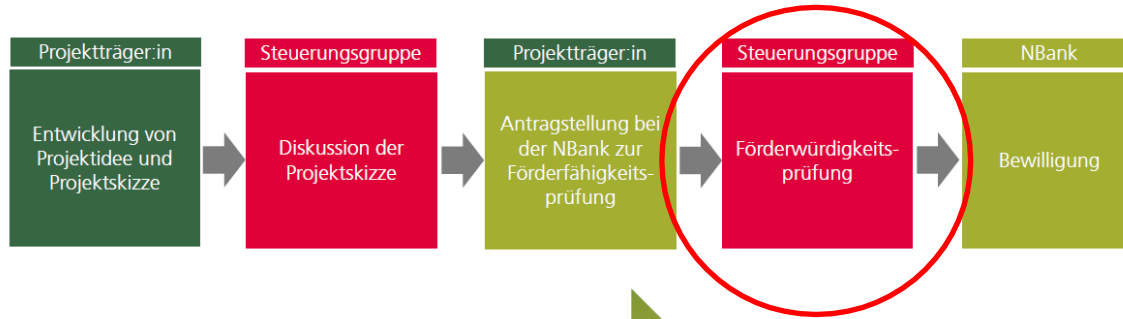 Projektträger:in
Entwicklung von
Projektidee und
Projektskizze
Steuerungsgruppe
Diskussion der
Projektskizze
Projektträger:in
Antragstellung bei
der NBank zur
Förderfähigkeits-
prüfung
Steuerungsgruppe
Förderwürdigkeits-
prüfung
NBank
Bewilligung